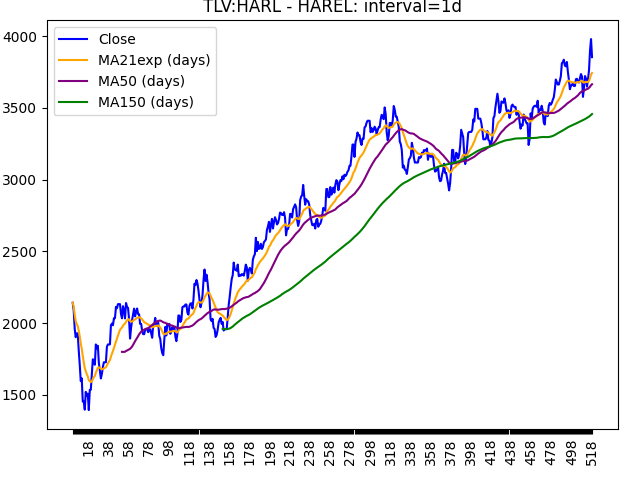 TLV:HARL - HAREL: interval=1d
Close
MA21exp (days)
MA50 (days)
MA150 (days)
4000
3500
3000
2500
2000
1500
18 38 58 78 98 118 138 158 178 198 218 238 258 278 298 318 338 358 378 398 418 438 458 478 498 518